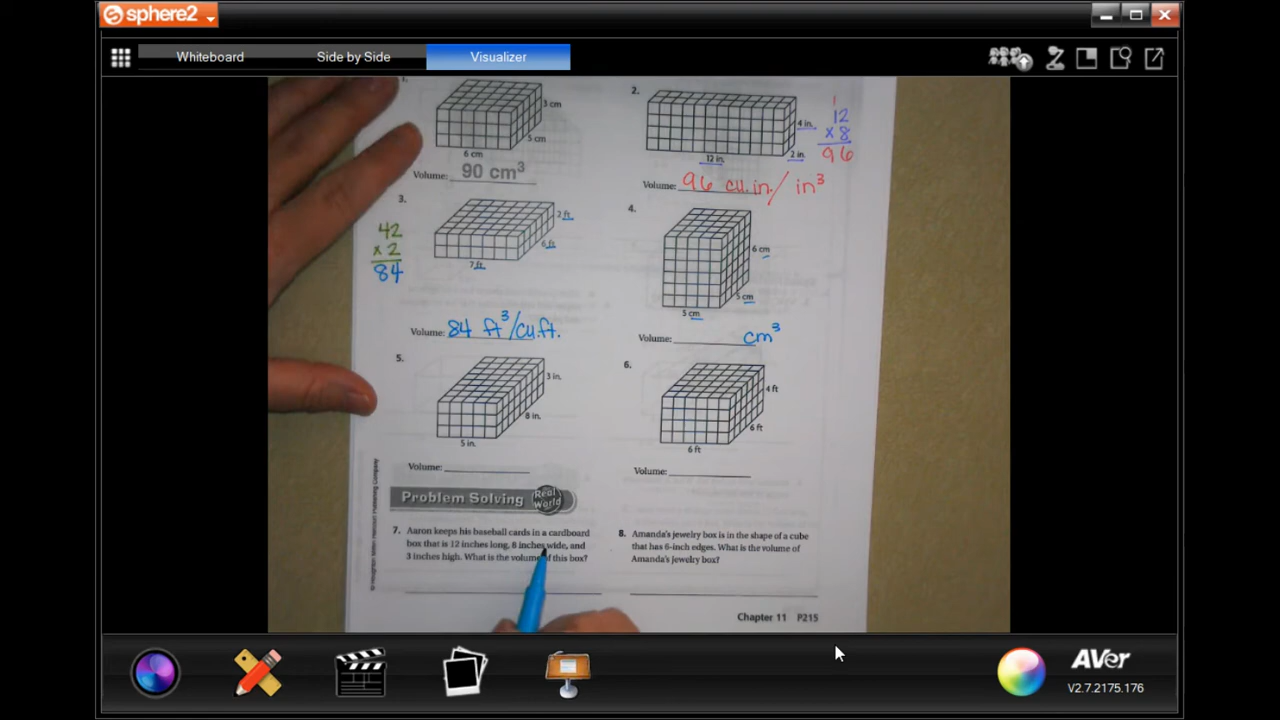 sphere2
Whiteboard Side by Side Visualizer
1.
3 cm
5 cm
6 cm
Volume: 90 cm³
2.
4 in.
2 in.
12 in.
1
12
x 8
96
Volume: 96 cu.in./ in³
3.
2 ft
6 ft
7 ft
42
x 2
84
Volume: 84 ft³/cu.ft.
4.
6 cm
5 cm
5 cm
Volume: cm³
5.
3 in.
8 in.
5 in.
Volume:
6.
4 ft
6 ft
6 ft
Volume:
Problem Solving Real World
7. Aaron keeps his baseball cards in a cardboard
box that is 12 inches long, 8 inches wide, and
3 inches high. What is the volume of this box?
8. Amanda's jewelry box is in the shape of a cube
that has 6-inch edges. What is the volume of
Amanda's jewelry box?
© Houghton Mifflin Harcourt Publishing Company
Chapter 11 P215
AVer
V2.7.2175.176